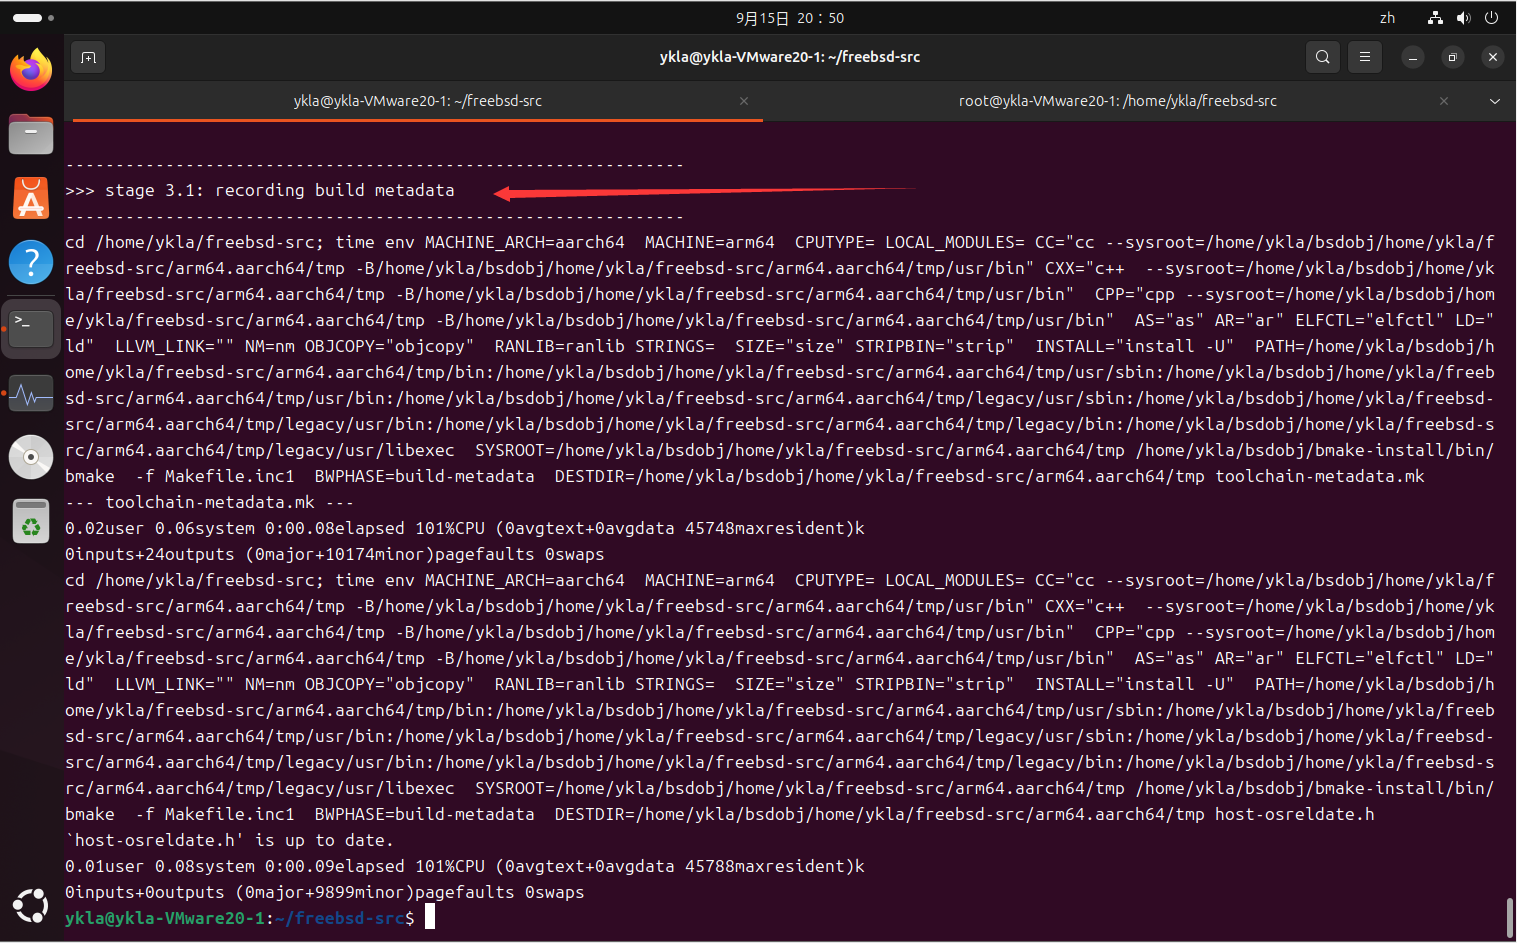 9月15日 20：50
zh
ykla@ykla-VMware20-1: ~/freebsd-src
ykla@ykla-VMware20-1: ~/freebsd-src
root@ykla-VMware20-1: /home/ykla/freebsd-src
--------------------------------------------------------------
>>> stage 3.1: recording build metadata
--------------------------------------------------------------
cd /home/ykla/freebsd-src; time env MACHINE_ARCH=aarch64  MACHINE=arm64  CPUTYPE= LOCAL_MODULES= CC="cc --sysroot=/home/ykla/bsdobj/home/ykla/f
reebsd-src/arm64.aarch64/tmp -B/home/ykla/bsdobj/home/ykla/freebsd-src/arm64.aarch64/tmp/usr/bin" CXX="c++  --sysroot=/home/ykla/bsdobj/home/yk
la/freebsd-src/arm64.aarch64/tmp -B/home/ykla/bsdobj/home/ykla/freebsd-src/arm64.aarch64/tmp/usr/bin"  CPP="cpp --sysroot=/home/ykla/bsdobj/hom
e/ykla/freebsd-src/arm64.aarch64/tmp -B/home/ykla/bsdobj/home/ykla/freebsd-src/arm64.aarch64/tmp/usr/bin"  AS="as" AR="ar" ELFCTL="elfctl" LD="
ld"  LLVM_LINK="" NM=nm OBJCOPY="objcopy"  RANLIB=ranlib STRINGS=  SIZE="size" STRIPBIN="strip"  INSTALL="install -U"  PATH=/home/ykla/bsdobj/h
ome/ykla/freebsd-src/arm64.aarch64/tmp/bin:/home/ykla/bsdobj/home/ykla/freebsd-src/arm64.aarch64/tmp/usr/sbin:/home/ykla/bsdobj/home/ykla/freeb
sd-src/arm64.aarch64/tmp/usr/bin:/home/ykla/bsdobj/home/ykla/freebsd-src/arm64.aarch64/tmp/legacy/usr/sbin:/home/ykla/bsdobj/home/ykla/freebsd-
src/arm64.aarch64/tmp/legacy/usr/bin:/home/ykla/bsdobj/home/ykla/freebsd-src/arm64.aarch64/tmp/legacy/bin:/home/ykla/bsdobj/home/ykla/freebsd-s
rc/arm64.aarch64/tmp/legacy/usr/libexec  SYSROOT=/home/ykla/bsdobj/home/ykla/freebsd-src/arm64.aarch64/tmp /home/ykla/bsdobj/bmake-install/bin/
bmake  -f Makefile.inc1  BWPHASE=build-metadata  DESTDIR=/home/ykla/bsdobj/home/ykla/freebsd-src/arm64.aarch64/tmp toolchain-metadata.mk
--- toolchain-metadata.mk ---
0.02user 0.06system 0:00.08elapsed 101%CPU (0avgtext+0avgdata 45748maxresident)k
0inputs+24outputs (0major+10174minor)pagefaults 0swaps
cd /home/ykla/freebsd-src; time env MACHINE_ARCH=aarch64  MACHINE=arm64  CPUTYPE= LOCAL_MODULES= CC="cc --sysroot=/home/ykla/bsdobj/home/ykla/f
reebsd-src/arm64.aarch64/tmp -B/home/ykla/bsdobj/home/ykla/freebsd-src/arm64.aarch64/tmp/usr/bin" CXX="c++  --sysroot=/home/ykla/bsdobj/home/yk
la/freebsd-src/arm64.aarch64/tmp -B/home/ykla/bsdobj/home/ykla/freebsd-src/arm64.aarch64/tmp/usr/bin"  CPP="cpp --sysroot=/home/ykla/bsdobj/hom
e/ykla/freebsd-src/arm64.aarch64/tmp -B/home/ykla/bsdobj/home/ykla/freebsd-src/arm64.aarch64/tmp/usr/bin"  AS="as" AR="ar" ELFCTL="elfctl" LD="
ld"  LLVM_LINK="" NM=nm OBJCOPY="objcopy"  RANLIB=ranlib STRINGS=  SIZE="size" STRIPBIN="strip"  INSTALL="install -U"  PATH=/home/ykla/bsdobj/h
ome/ykla/freebsd-src/arm64.aarch64/tmp/bin:/home/ykla/bsdobj/home/ykla/freebsd-src/arm64.aarch64/tmp/usr/sbin:/home/ykla/bsdobj/home/ykla/freeb
sd-src/arm64.aarch64/tmp/usr/bin:/home/ykla/bsdobj/home/ykla/freebsd-src/arm64.aarch64/tmp/legacy/usr/sbin:/home/ykla/bsdobj/home/ykla/freebsd-
src/arm64.aarch64/tmp/legacy/usr/bin:/home/ykla/bsdobj/home/ykla/freebsd-src/arm64.aarch64/tmp/legacy/bin:/home/ykla/bsdobj/home/ykla/freebsd-s
rc/arm64.aarch64/tmp/legacy/usr/libexec  SYSROOT=/home/ykla/bsdobj/home/ykla/freebsd-src/arm64.aarch64/tmp /home/ykla/bsdobj/bmake-install/bin/
bmake  -f Makefile.inc1  BWPHASE=build-metadata  DESTDIR=/home/ykla/bsdobj/home/ykla/freebsd-src/arm64.aarch64/tmp host-osreldate.h
`host-osreldate.h' is up to date.
0.01user 0.08system 0:00.09elapsed 101%CPU (0avgtext+0avgdata 45788maxresident)k
0inputs+0outputs (0major+9899minor)pagefaults 0swaps
ykla@ykla-VMware20-1:~/freebsd-src$